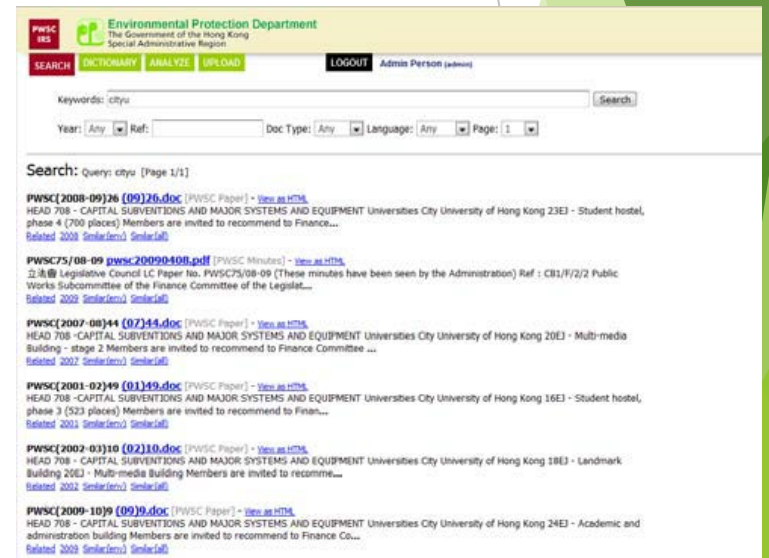 PWSC IRS
Environmental Protection Department
The Government of the Hong Kong
Special Administrative Region
SEARCH DICTIONARY ANALYZE UPLOAD LOGOUT Admin Person (admin)
Keywords: cityu Search
Year: Any Ref: Doc Type: Any Language: Any Page: 1
Search: Query: cityu [Page 1/1]
PWSC(2008-09)26 (09)26.doc [PWSC Paper] - View as HTML
HEAD 708 - CAPITAL SUBVENTIONS AND MAJOR SYSTEMS AND EQUIPMENT Universities City University of Hong Kong 23EJ - Student hostel,
phase 4 (700 places) Members are invited to recommend to Finance...
Related 2008 Similar(env) Similar(all)
PWSC75/08-09 pwsc20090408.pdf [PWSC Minutes] - View as HTML
立法會 Legislative Council LC Paper No. PWSC75/08-09 (These minutes have been seen by the Administration) Ref : CB1/F/2/2 Public
Works Subcommittee of the Finance Committee of the Legislat...
Related 2009 Similar(env) Similar(all)
PWSC(2007-08)44 (07)44.doc [PWSC Paper] - View as HTML
HEAD 708 -CAPITAL SUBVENTIONS AND MAJOR SYSTEMS AND EQUIPMENT Universities City University of Hong Kong 20EJ - Multi-media
Building - stage 2 Members are invited to recommend to Finance Committee ...
Related 2007 Similar(env) Similar(all)
PWSC(2001-02)49 (01)49.doc [PWSC Paper] - View as HTML
HEAD 708 -CAPITAL SUBVENTIONS AND MAJOR SYSTEMS AND EQUIPMENT Universities City University of Hong Kong 16EJ - Student hostel,
phase 3 (523 places) Members are invited to recommend to Finan...
Related 2001 Similar(env) Similar(all)
PWSC(2002-03)10 (02)10.doc [PWSC Paper] - View as HTML
HEAD 708 - CAPITAL SUBVENTIONS AND MAJOR SYSTEMS AND EQUIPMENT Universities City University of Hong Kong 18EJ - Landmark
Building 20EJ - Multi-media Building Members are invited to recomme...
Related 2002 Similar(env) Similar(all)
PWSC(2009-10)9 (09)9.doc [PWSC Paper] - View as HTML
HEAD 708 - CAPITAL SUBVENTIONS AND MAJOR SYSTEMS AND EQUIPMENT Universities City University of Hong Kong 24EJ - Academic and
administration building Members are invited to recommend to Finance Co...
Related 2009 Similar(env) Similar(all)